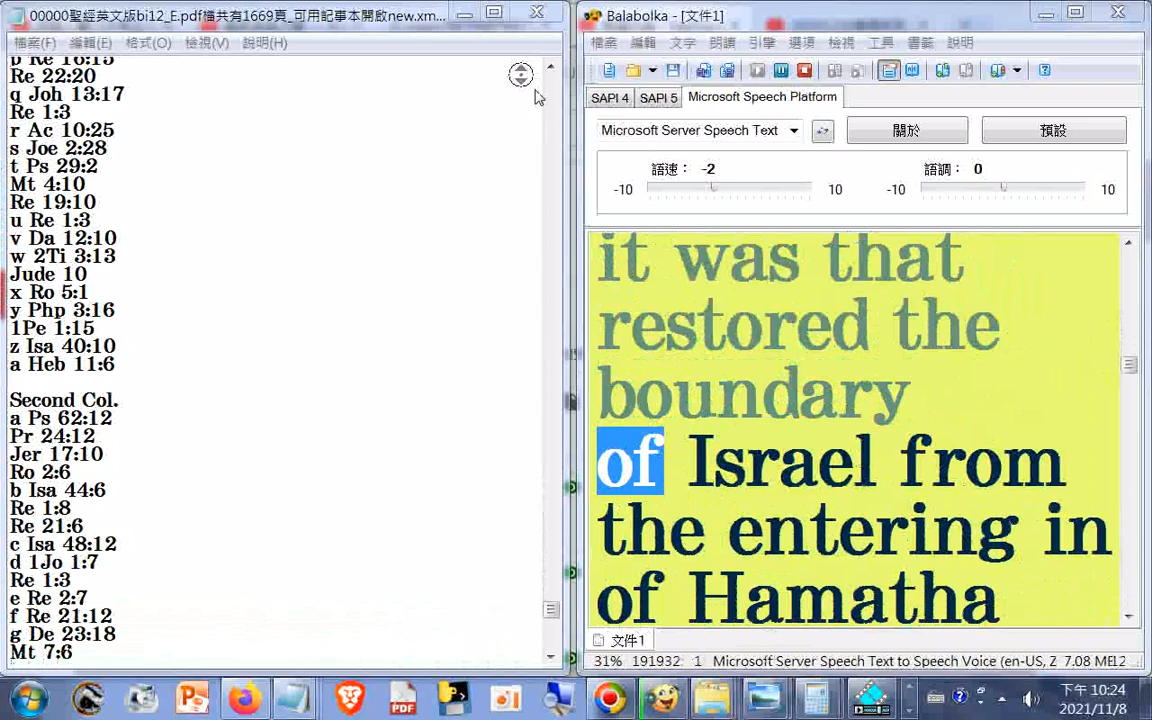 00000聖經英文版bi12_E.pdf檔共有1669頁_可用記事本開啟new.xm...
檔案(F) 編輯(E) 格式(O) 檢視(V) 說明(H)
p Re 16:15
Re 22:20
q Joh 13:17
Re 1:3
r Ac 10:25
s Joe 2:28
t Ps 29:2
Mt 4:10
Re 19:10
u Re 1:3
v Da 12:10
w 2Ti 3:13
Jude 10
x Ro 5:1
y Php 3:16
1Pe 1:15
z Isa 40:10
a Heb 11:6
Second Col.
a Ps 62:12
Pr 24:12
Jer 17:10
Ro 2:6
b Isa 44:6
Re 1:8
Re 21:6
c Isa 48:12
d 1Jo 1:7
Re 1:3
e Re 2:7
f Re 21:12
g De 23:18
Mt 7:6
Balabolka - [文件1]
檔案 編輯 文字 朗讀 引擎 選項 檢視 工具 書籤 說明
SAPI 4 SAPI 5 Microsoft Speech Platform
Microsoft Server Speech Text 關於 預設
語速: -2 語調: 0
-10 10 -10 10
it was that
restored the
boundary
of Israel from
the entering in
of Hamatha
文件1
31% 191932: 1 Microsoft Server Speech Text to Speech Voice (en-US, Z 7.08 ME12
PDF
下午 10:24
2021/11/8